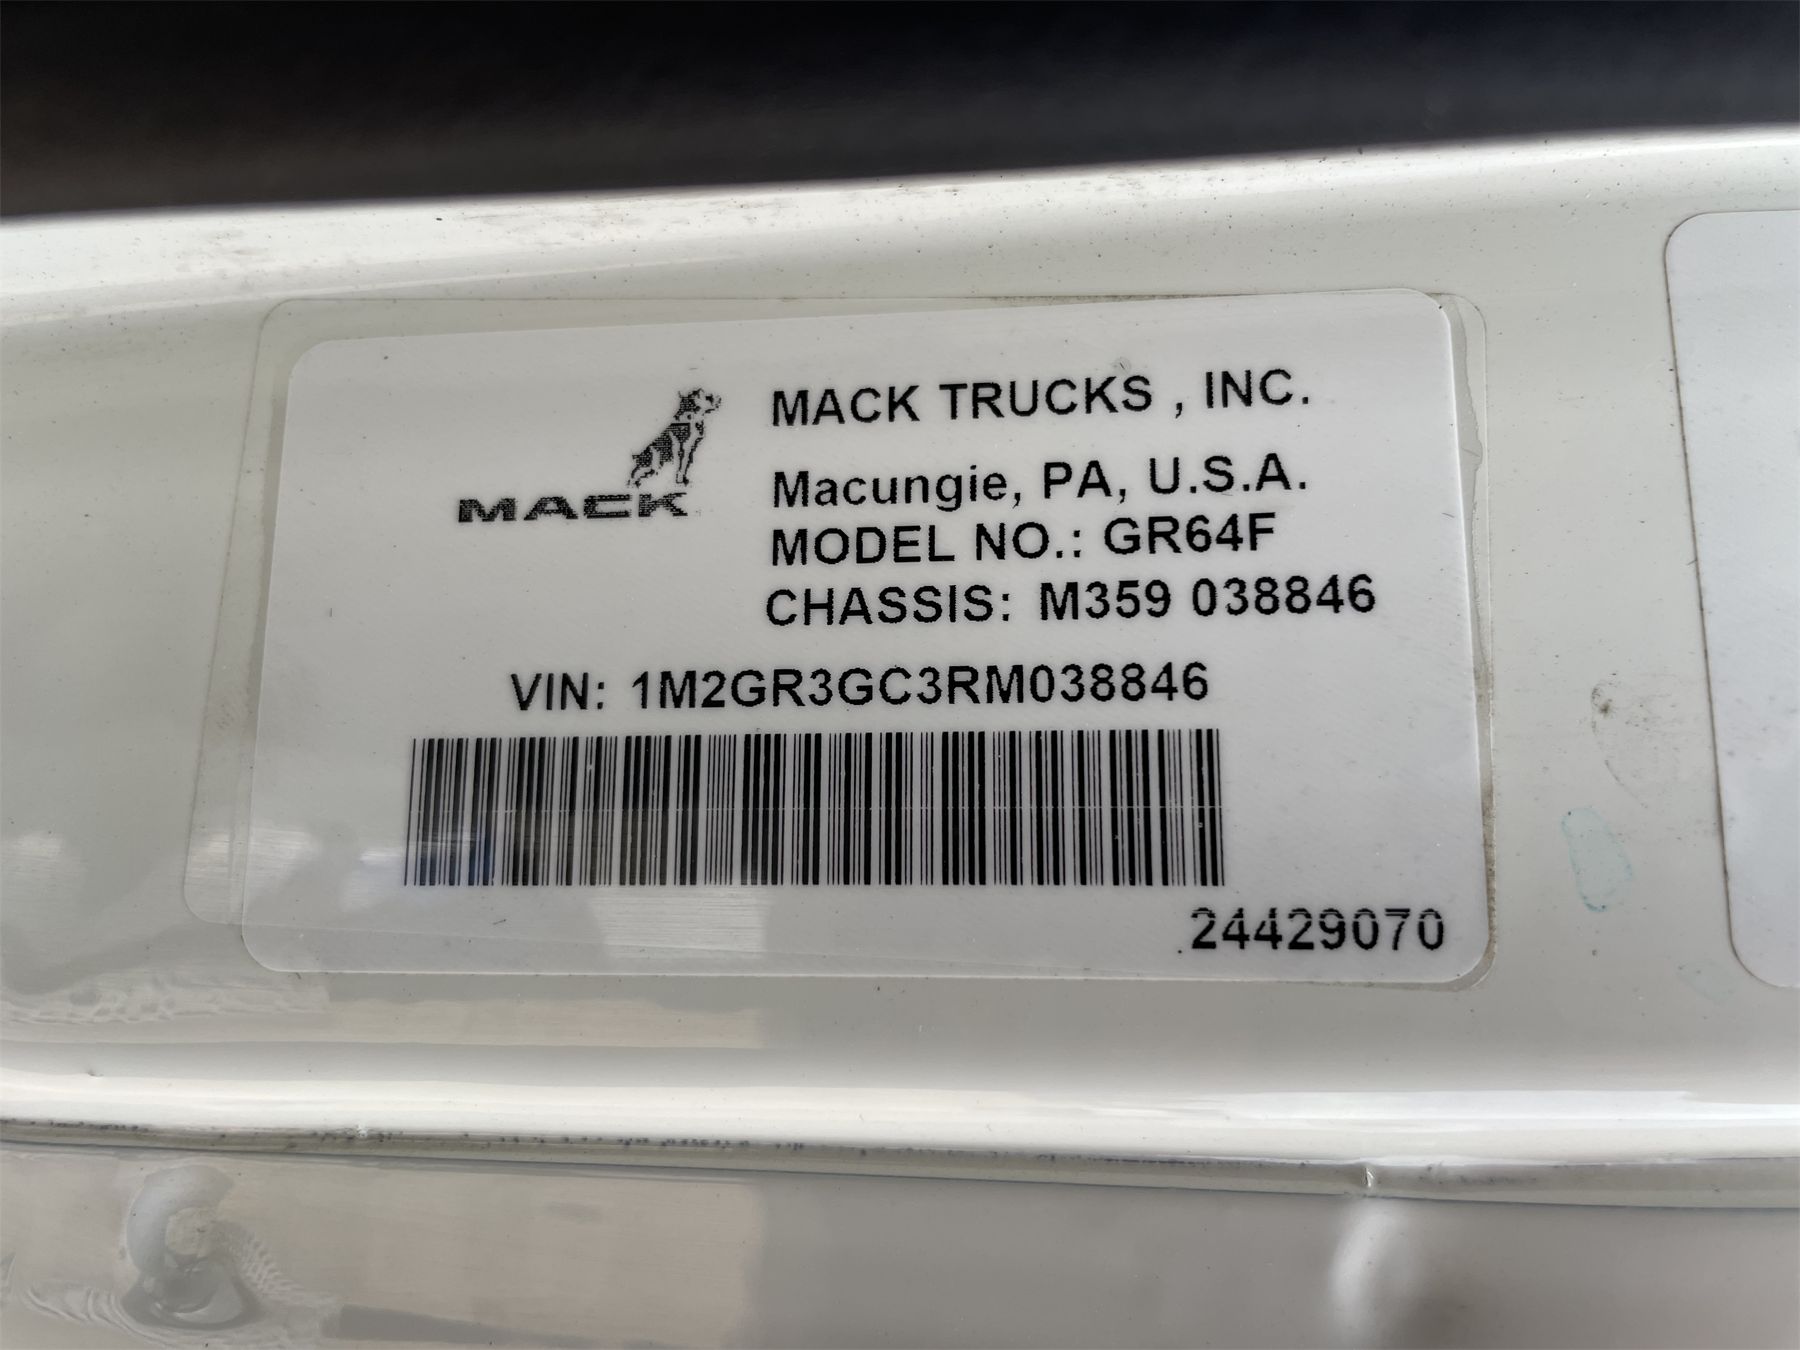 MACK
MACK TRUCKS , INC.
Macungie, PA, U.S.A.
MODEL NO.: GR64F
CHASSIS: M359 038846
VIN: 1M2GR3GC3RM038846
24429070